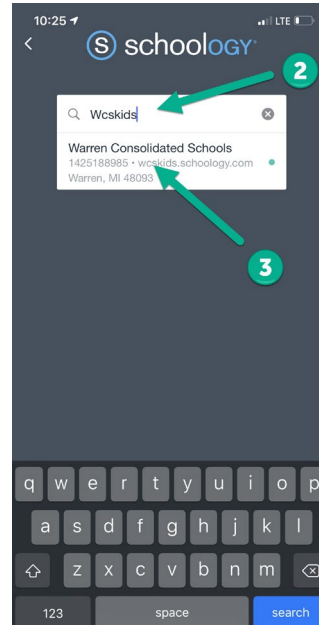 10:25 LTE
S schoology
2
Wcskids
Warren Consolidated Schools
1425188985 • wcskids.schoology.com
Warren, MI 48093
3
q w e r t y u i o p
a s d f g h j k l
z x c v b n m
123 space search